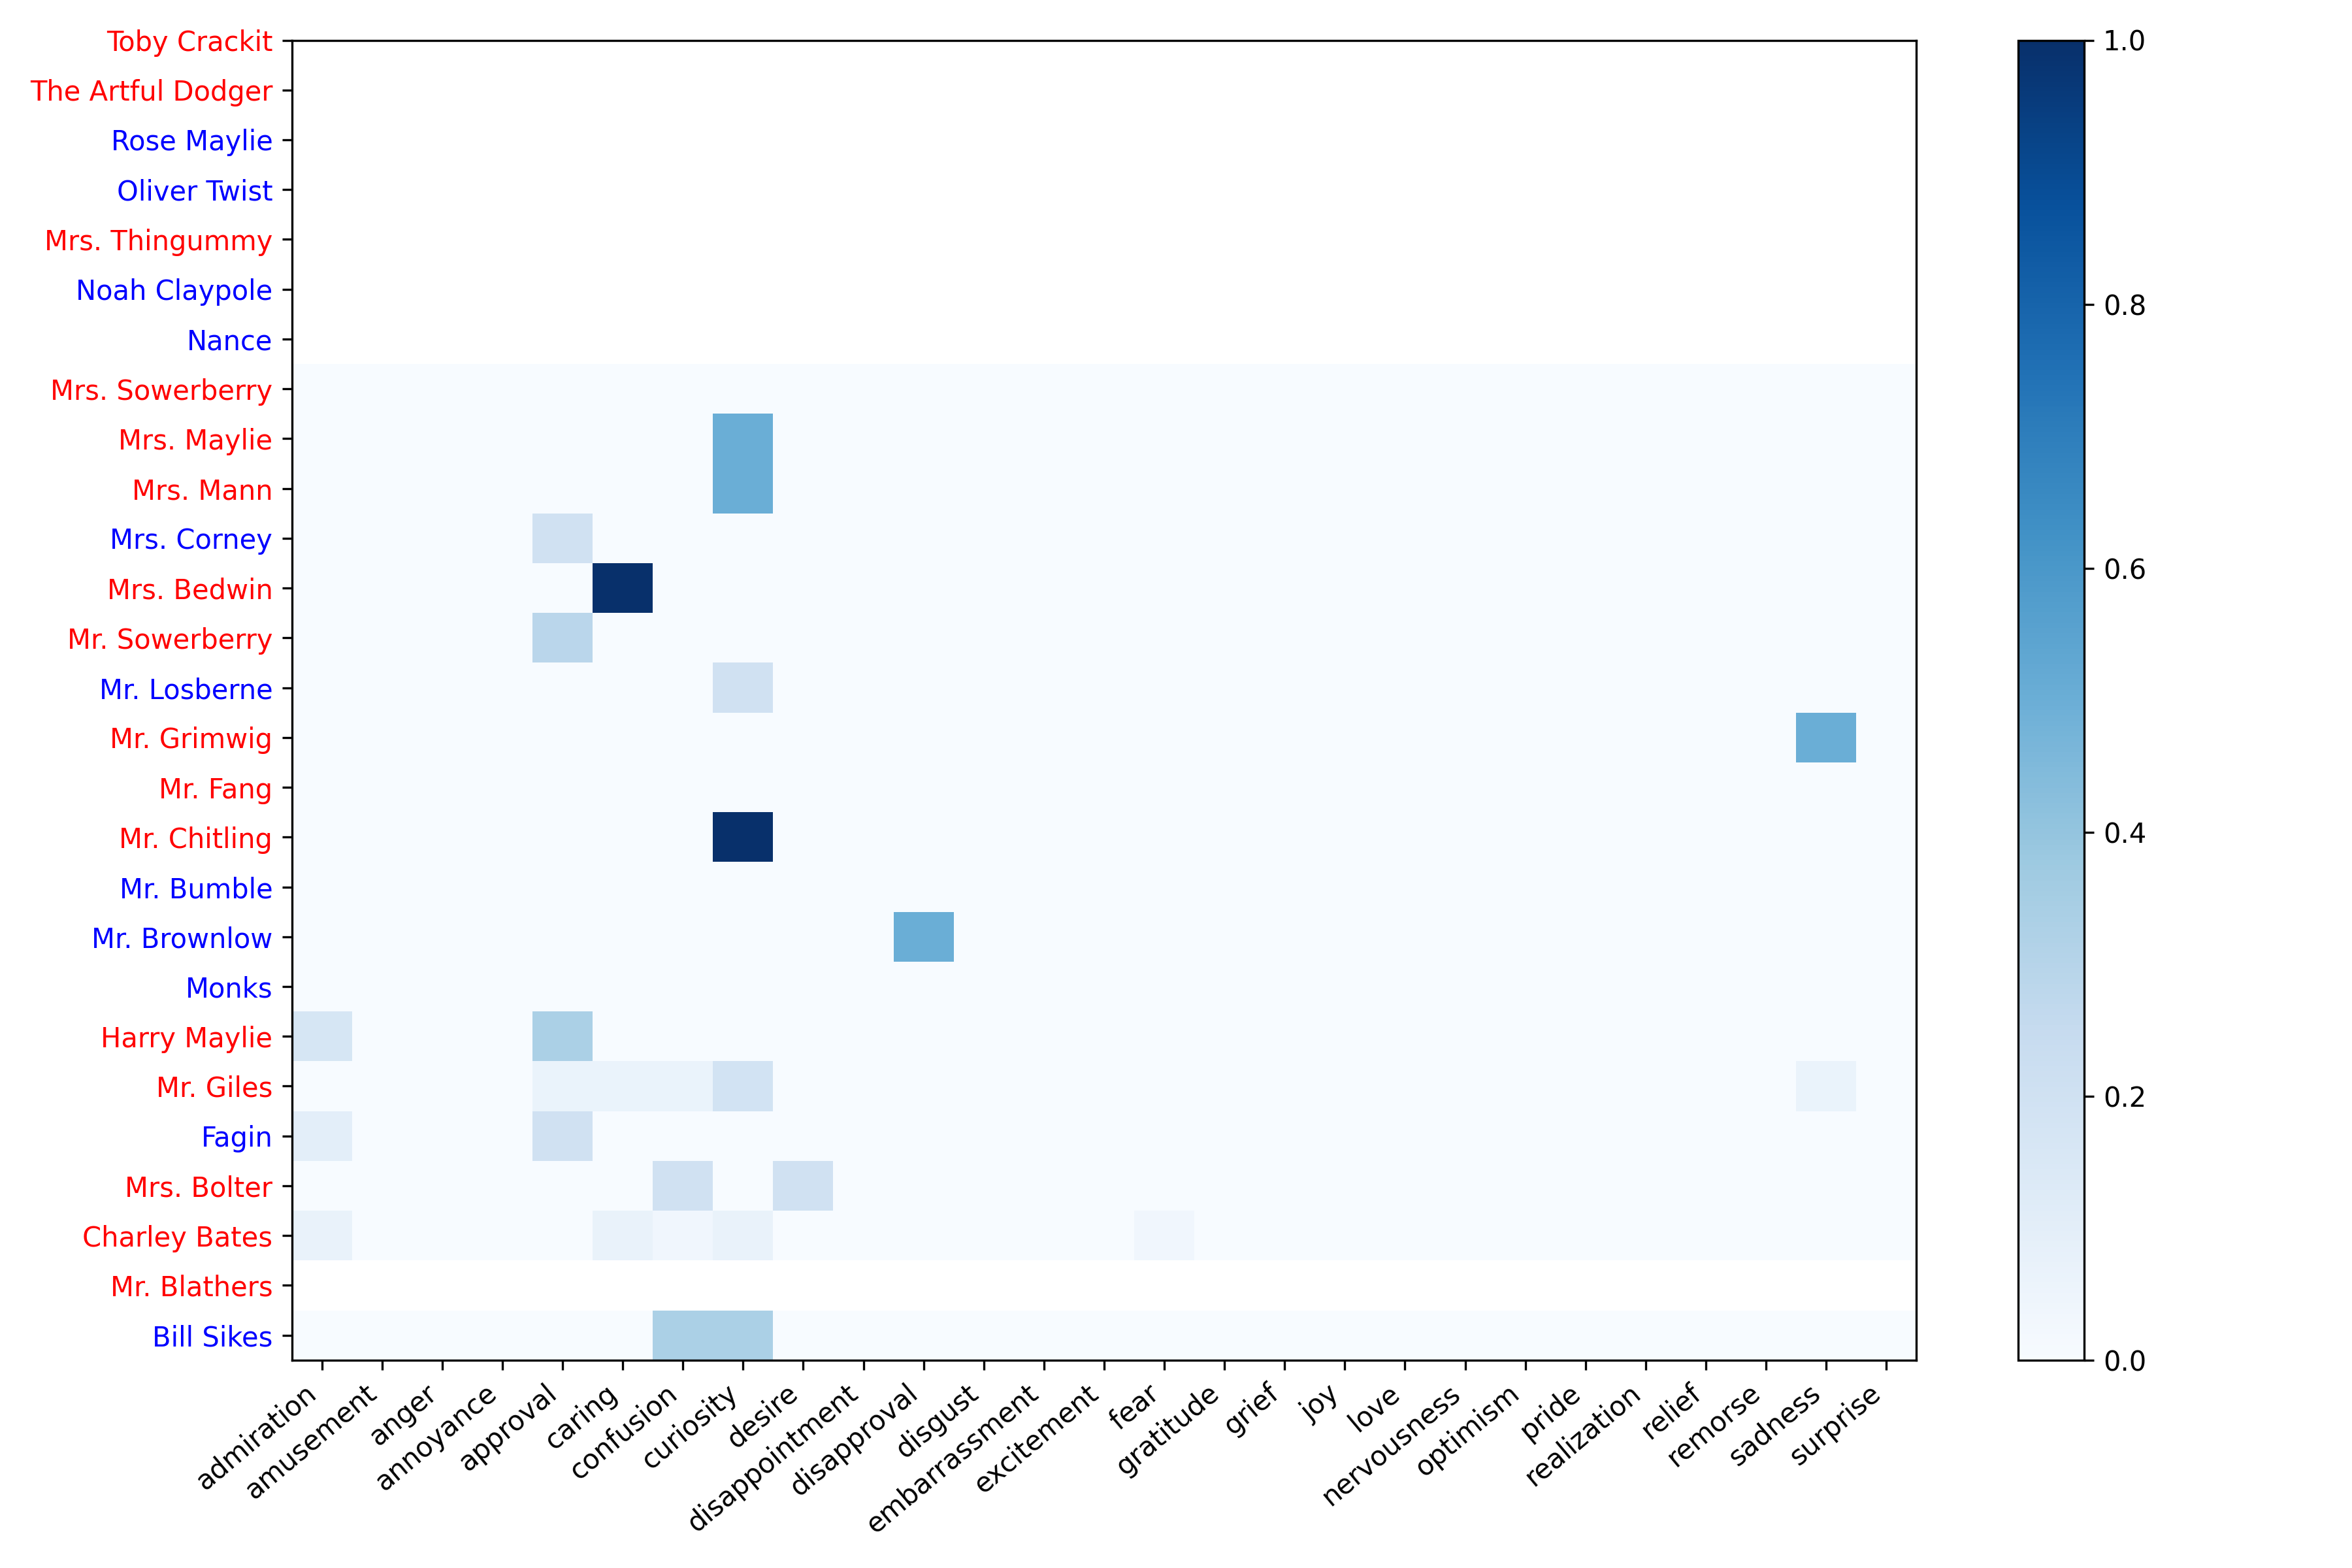 Toby Crackit
The Artful Dodger
Rose Maylie
Oliver Twist
Mrs. Thingummy
Noah Claypole
Nance
Mrs. Sowerberry
Mrs. Maylie
Mrs. Mann
Mrs. Corney
Mrs. Bedwin
Mr. Sowerberry
Mr. Losberne
Mr. Grimwig
Mr. Fang
Mr. Chitling
Mr. Bumble
Mr. Brownlow
Monks
Harry Maylie
Mr. Giles
Fagin
Mrs. Bolter
Charley Bates
Mr. Blathers
Bill Sikes
admiration
amusement
anger
annoyance
approval
caring
confusion
curiosity
desire
disappointment
disapproval
disgust
embarrassment
excitement
fear
gratitude
grief
joy
love
nervousness
optimism
pride
realization
relief
remorse
sadness
surprise
1.0
0.8
0.6
0.4
0.2
0.0